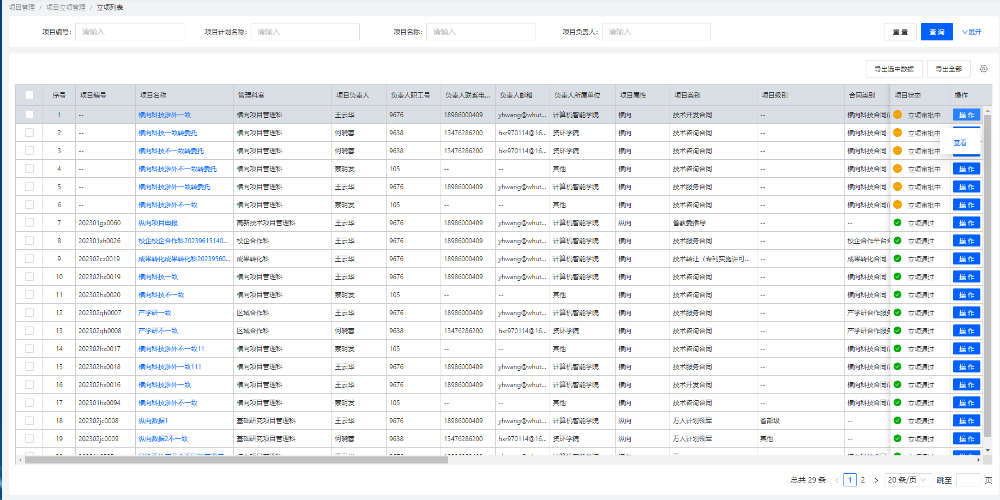 项目管理 / 项目立项管理 / 立项列表
项目编号: 请输入 项目计划名称: 请输入 项目名称: 请输入 项目负责人: 请输入 重 置 查 询 展开
导出选中数据 导出全部
序号 项目编号 项目名称 管理科室 项目负责人 负责人职工号 负责人联系电... 负责人邮箱 负责人所属单位 项目属性 项目类别 项目级别 合同类别 项目状态 操作
1 -- 横向科技涉外一致 横向项目管理科 王云华 9676 18986000409 yhwang@whut... 计算机智能学院 横向 技术开发合同 -- 横向科技合同( 立项审批中 操 作
2 -- 横向科技一致转委托 横向项目管理科 何晓蓉 9638 13476286200 hxr970114@16... 资环学院 横向 技术咨询合同 -- 横向科技合同 立项审批中
查看
3 -- 横向科技不一致转委托 横向项目管理科 何晓蓉 9638 13476286200 hxr970114@16... 资环学院 横向 技术咨询合同 -- 横向科技合同 立项审批中
4 -- 横向科技涉外不一致转委托 横向项目管理科 蔡明发 105 -- -- 其他 横向 技术咨询合同 -- 横向科技合同 立项审批中 操 作
5 -- 横向科技涉外一致转委托 横向项目管理科 王云华 9676 18986000409 yhwang@whut... 计算机智能学院 横向 技术服务合同 -- 横向科技合同 立项审批中 操 作
6 -- 横向科技涉外不一致 横向项目管理科 蔡明发 105 -- -- 其他 横向 技术咨询合同 -- 横向科技合同( 立项审批中 操 作
7 202301gx0060 纵向项目申报 高新技术项目管理科 王云华 9676 18986000409 yhwang@whut... 计算机智能学院 纵向 省教委指导 -- -- 立项通过 操 作
8 202301xh0026 校企校企合作科20239615140... 校企合作科 王云华 9676 18986000409 yhwang@whut... 计算机智能学院 横向 技术服务合同 -- 校企合作平台合 立项通过 操 作
9 202302cz0019 成果转化成果转化科20239560... 成果转化科 王云华 9676 18986000409 yhwang@whut... 计算机智能学院 横向 技术转让（专利实施许可... -- 成果转化合同 立项通过 操 作
10 202302hx0019 横向科技一致 横向项目管理科 王云华 9676 18986000409 yhwang@whut... 计算机智能学院 横向 技术咨询合同 -- 横向科技合同 立项通过 操 作
11 202302hx0020 横向科技不一致 横向项目管理科 蔡明发 105 -- -- 其他 横向 技术咨询合同 -- 横向科技合同 立项通过 操 作
12 202302qh0007 产学研一致 区域合作科 王云华 9676 18986000409 yhwang@whut... 计算机智能学院 横向 技术服务合同 -- 产学研合作服务 立项通过 操 作
13 202302qh0008 产学研不一致 区域合作科 何晓蓉 9638 13476286200 hxr970114@16... 资环学院 横向 技术咨询合同 -- 产学研合作服务 立项通过 操 作
14 202302hx0017 横向科技涉外不一致11 横向项目管理科 蔡明发 105 -- -- 其他 横向 技术咨询合同 -- 横向科技合同( 立项通过 操 作
15 202302hx0018 横向科技涉外一致111 横向项目管理科 王云华 9676 18986000409 yhwang@whut... 计算机智能学院 横向 技术服务合同 -- 横向科技合同( 立项通过 操 作
16 202302hx0016 横向科技涉外一致 横向项目管理科 王云华 9676 18986000409 yhwang@whut... 计算机智能学院 横向 技术开发合同 -- 横向科技合同( 立项通过 操 作
17 202301hx0094 横向科技涉外不一致 横向项目管理科 蔡明发 105 -- -- 其他 横向 技术咨询合同 -- 横向科技合同( 立项通过 操 作
18 202302jc0008 纵向数据1 基础研究项目管理科 王云华 9676 18986000409 yhwang@whut... 计算机智能学院 纵向 万人计划领军 省部级 -- 立项通过 操 作
19 202302jc0009 纵向数据2不一致 基础研究项目管理科 何晓蓉 9638 13476286200 hxr970114@16... 资环学院 纵向 万人计划领军 其他 -- 立项通过 操 作
总共 29 条 < 1 2 > 20 条/页 跳至 页